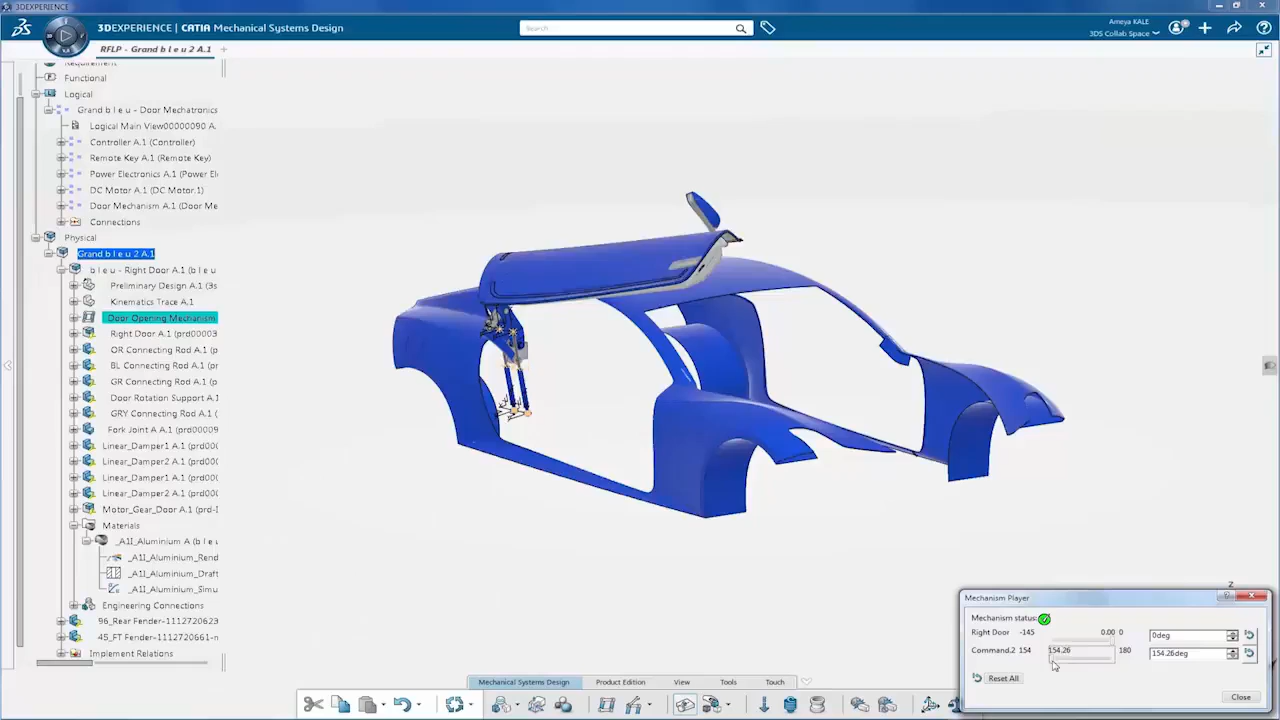 3DEXPERIENCE
3DEXPERIENCE | CATIA Mechanical Systems Design
Search
Ameya KALE
3DS Collab Space
RFLP - Grand b l e u 2 A.1
Requirement
Functional
Logical
Grand b l e u - Door Mechatronics
Logical Main View00000090 A.
Controller A.1 (Controller)
Remote Key A.1 (Remote Key)
Power Electronics A.1 (Power El
DC Motor A.1 (DC Motor.1)
Door Mechanism A.1 (Door Me
Connections
Physical
Grand b l e u 2 A.1
b l e u - Right Door A.1 (b l e u
Preliminary Design A.1 (3s
Kinematics Trace A.1
Door Opening Mechanism
Right Door A.1 (prd00003
OR Connecting Rod A.1 (p
BL Connecting Rod A.1 (p
GR Connecting Rod A.1 (p
Door Rotation Support A.1
GRY Connecting Rod A.1 (
Fork Joint A A.1 (prd00009
Linear_Damper1 A.1 (prd00
Linear_Damper2 A.1 (prd00
Linear_Damper1 A.1 (prd00
Linear_Damper2 A.1 (prd00
Motor_Gear_Door A.1 (prd-
Materials
_A1I_Aluminium A (b l e u
_A1I_Aluminium_Rend
_A1I_Aluminium_Draft
_A1I_Aluminium_Simu
Engineering Connections
96_Rear Fender-1112720623
45_FT Fender-1112720661-n
Implement Relations
Z
Mechanism Player
Mechanism status:
Right Door -145 0.00 0 0deg
Command.2 154 154.26 180 154.26deg
Reset All
Close
Mechanical Systems Design Product Edition View Tools Touch